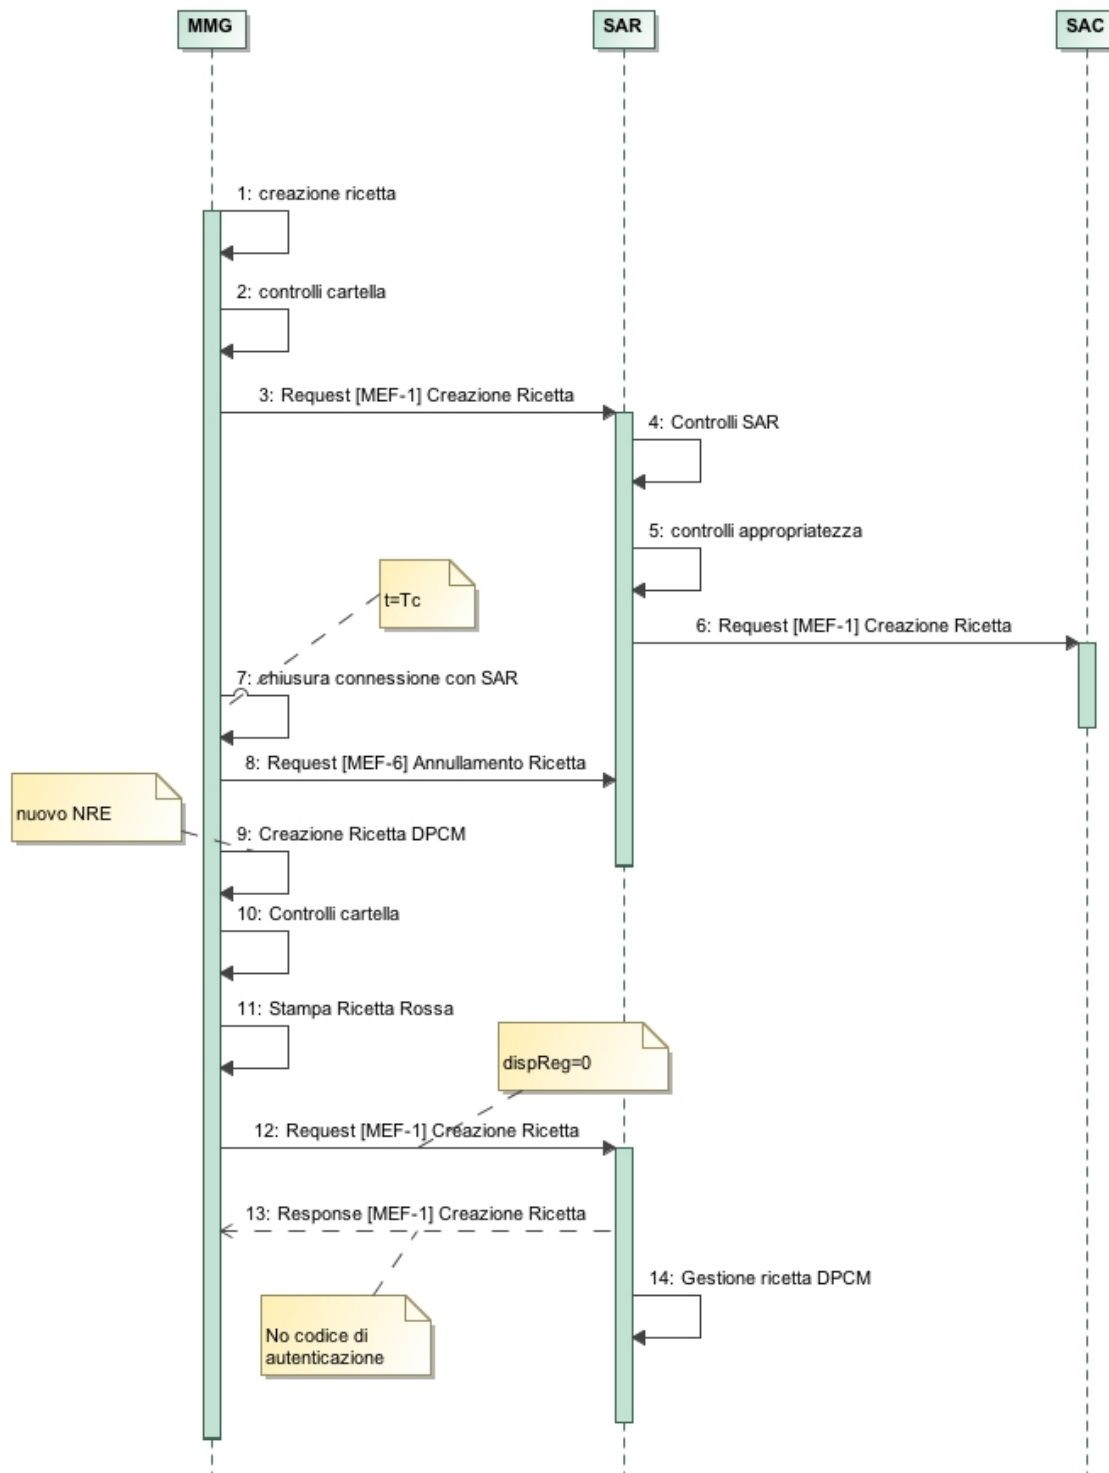 MMG
SAR
SAC
1: creazione ricetta
2: controlli cartella
3: Request [MEF-1] Creazione Ricetta
4: Controlli SAR
5: controlli appropriatezza
t=Tc
6: Request [MEF-1] Creazione Ricetta
7: chiusura connessione con SAR
8: Request [MEF-6] Annullamento Ricetta
nuovo NRE
9: Creazione Ricetta DPCM
10: Controlli cartella
11: Stampa Ricetta Rossa
dispReg=0
12: Request [MEF-1] Creazione Ricetta
13: Response [MEF-1] Creazione Ricetta
14: Gestione ricetta DPCM
No codice di
autenticazione